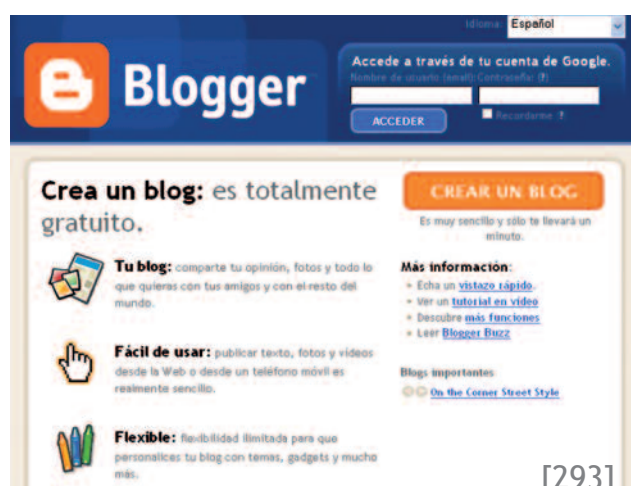 Idioma: Español
Blogger
Accede a través de tu cuenta de Google.
Nombre de usuario (email): Contraseña: (?)
ACCEDER
Recordarme ?
Crea un blog: es totalmente
gratuito.
CREAR UN BLOG
Es muy sencillo y sólo te llevará un
minuto.
Tu blog: comparte tu opinión, fotos y todo lo
que quieras con tus amigos y con el resto del
mundo.
Fácil de usar: publicar texto, fotos y vídeos
desde la Web o desde un teléfono móvil es
realmente sencillo.
Flexible: flexibilidad ilimitada para que
personalices tu blog con temas, gadgets y mucho
más.
Más información:
Echa un vistazo rápido.
Ver un tutorial en vídeo
Descubre más funciones
Leer Blogger Buzz
Blogs importantes
On the Corner Street Style
[293]